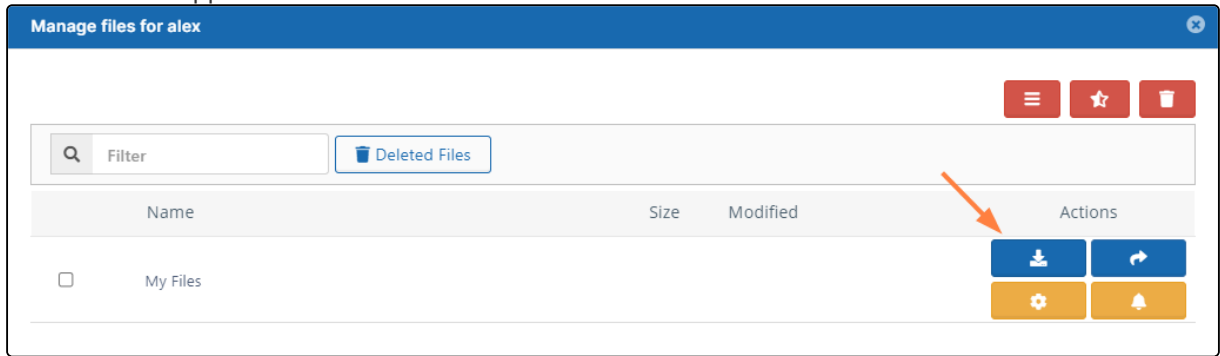 Manage files for alex
Filter
Deleted Files
Name Size Modified Actions
My Files